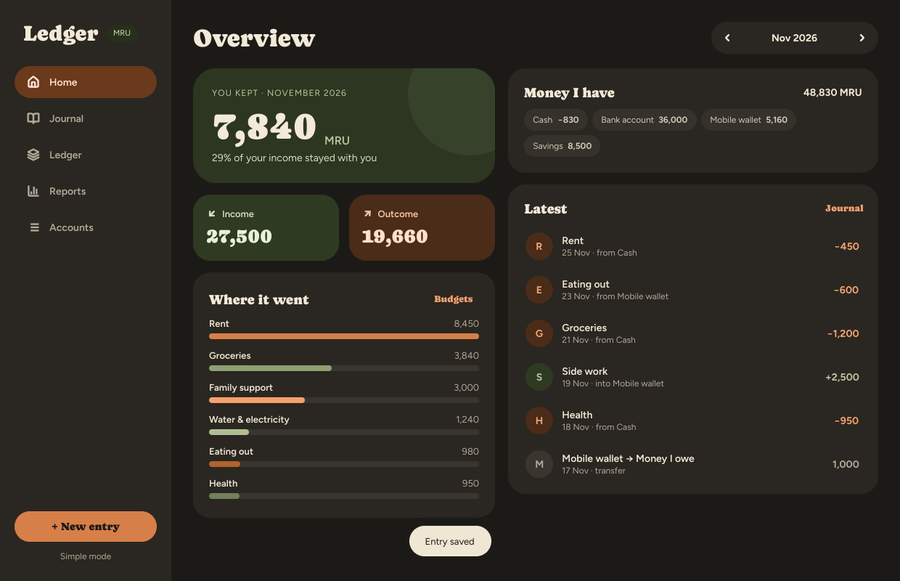 Ledger MRU
Home
Journal
Ledger
Reports
Accounts
+ New entry
Simple mode
Overview
Nov 2026
YOU KEPT · NOVEMBER 2026
7,840 MRU
29% of your income stayed with you
Income
27,500
Outcome
19,660
Where it went Budgets
Rent 8,450
Groceries 3,840
Family support 3,000
Water & electricity 1,240
Eating out 980
Health 950
Money I have 48,830 MRU
Cash -830 Bank account 36,000 Mobile wallet 5,160
Savings 8,500
Latest Journal
R Rent -450
25 Nov · from Cash
E Eating out -600
23 Nov · from Mobile wallet
G Groceries -1,200
21 Nov · from Cash
S Side work +2,500
19 Nov · into Mobile wallet
H Health -950
18 Nov · from Cash
M Mobile wallet → Money I owe 1,000
17 Nov · transfer
Entry saved